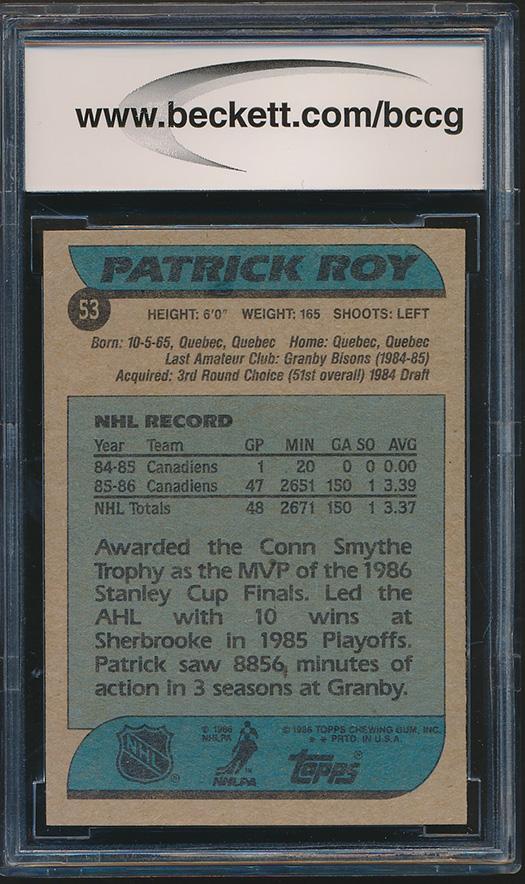 www.beckett.com/bccg
PATRICK ROY
53
HEIGHT: 6'0" WEIGHT: 165 SHOOTS: LEFT
Born: 10-5-65, Quebec, Quebec Home: Quebec, Quebec
Last Amateur Club: Granby Bisons (1984-85)
Acquired: 3rd Round Choice (51st overall) 1984 Draft
NHL RECORD
Year Team GP MIN GA SO AVG
84-85 Canadiens 1 20 0 0 0.00
85-86 Canadiens 47 2651 150 1 3.39
NHL Totals 48 2671 150 1 3.37
Awarded the Conn Smythe
Trophy as the MVP of the 1986
Stanley Cup Finals. Led the
AHL with 10 wins at
Sherbrooke in 1985 Playoffs.
Patrick saw 8856 minutes of
action in 3 seasons at Granby.
NHL ®
© 1986
NHLPA
NHLPA
™
© 1986 TOPPS CHEWING GUM, INC.
* * PRTD. IN U.S.A.
Topps ®